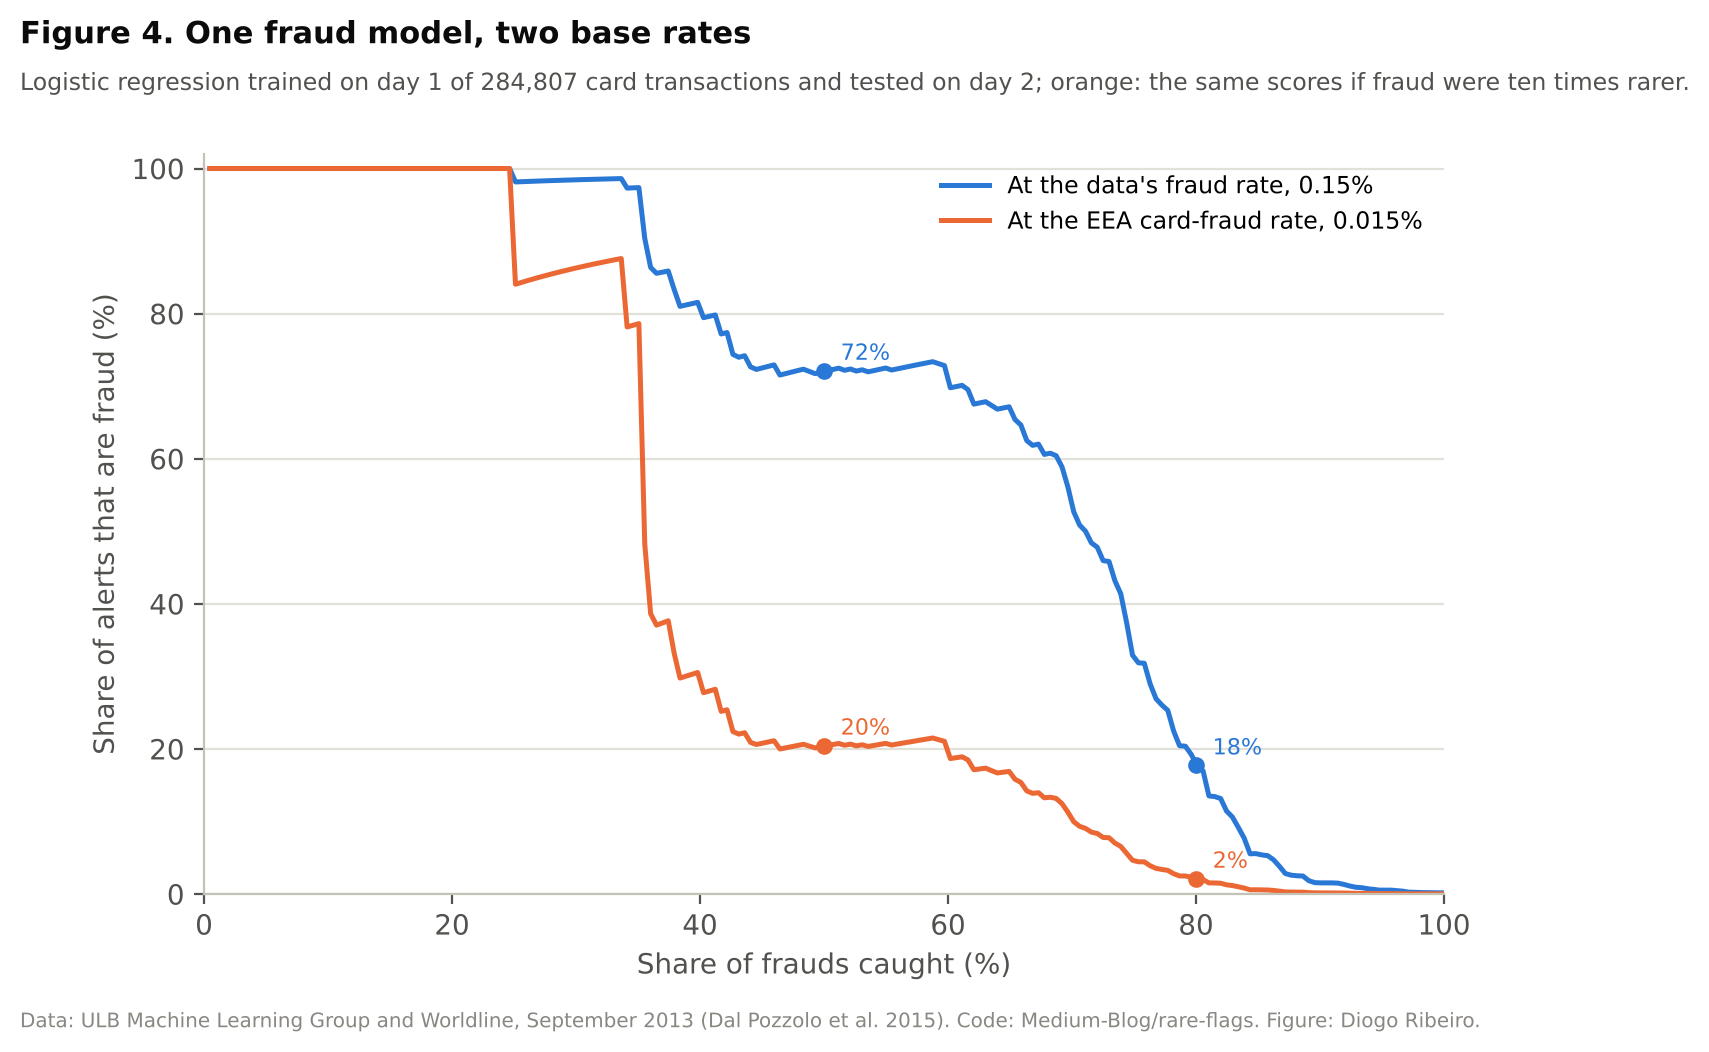 Figure 4. One fraud model, two base rates
Logistic regression trained on day 1 of 284,807 card transactions and tested on day 2; orange: the same scores if fraud were ten times rarer.
At the data's fraud rate, 0.15%
At the EEA card-fraud rate, 0.015%
Share of alerts that are fraud (%)
100
80
60
40
20
0
72%
20%
18%
2%
0
20
40
60
80
100
Share of frauds caught (%)
Data: ULB Machine Learning Group and Worldline, September 2013 (Dal Pozzolo et al. 2015). Code: Medium-Blog/rare-flags. Figure: Diogo Ribeiro.